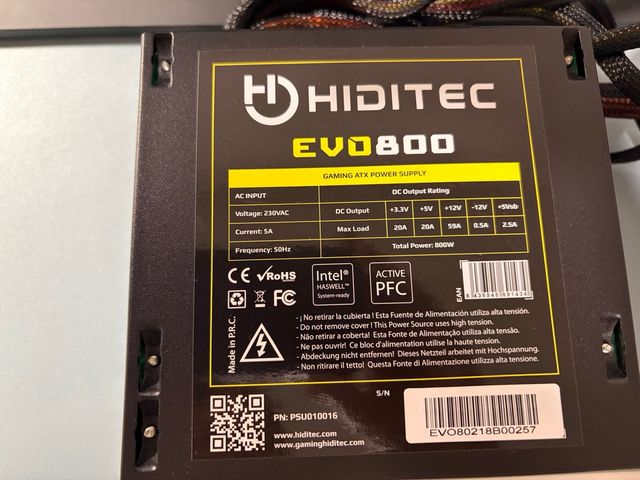 HIDITEC
EVO800
GAMING ATX POWER SUPPLY
AC INPUT
DC Output Rating
Voltage: 230VAC
DC Output +3.3V +5V +12V -12V +5Vsb
Current: 5A
Max Load 20A 20A 59A 0.5A 2.5A
Frequency: 50Hz
Total Power: 800W
CE RoHS
FC
Intel®
HASWELL™
System-ready
ACTIVE
PFC
EAN
8436545091434
Made in P.R.C.
- ¡ No retirar la cubierta ! Esta Fuente de Alimentación utiliza alta tensión.
- Do not remove cover ! This Power Source uses high tension.
- Não retirar a coberta ! Esta Fonte de Alimentação utiliza alta tensão.
- Ne pas ouvrir! Ce bloc d'alimentation utilise la haute tension.
- Abdeckung nicht entfernen! Dieses Netzteil arbeitet mit Hochspannung.
- Non ritirare il tetto! Questa Fonte di Alimentazione utilizza alta tensione.
S/N
PN: PSU010016
www.hiditec.com
www.gaminghiditec.com
EVO80218B00257